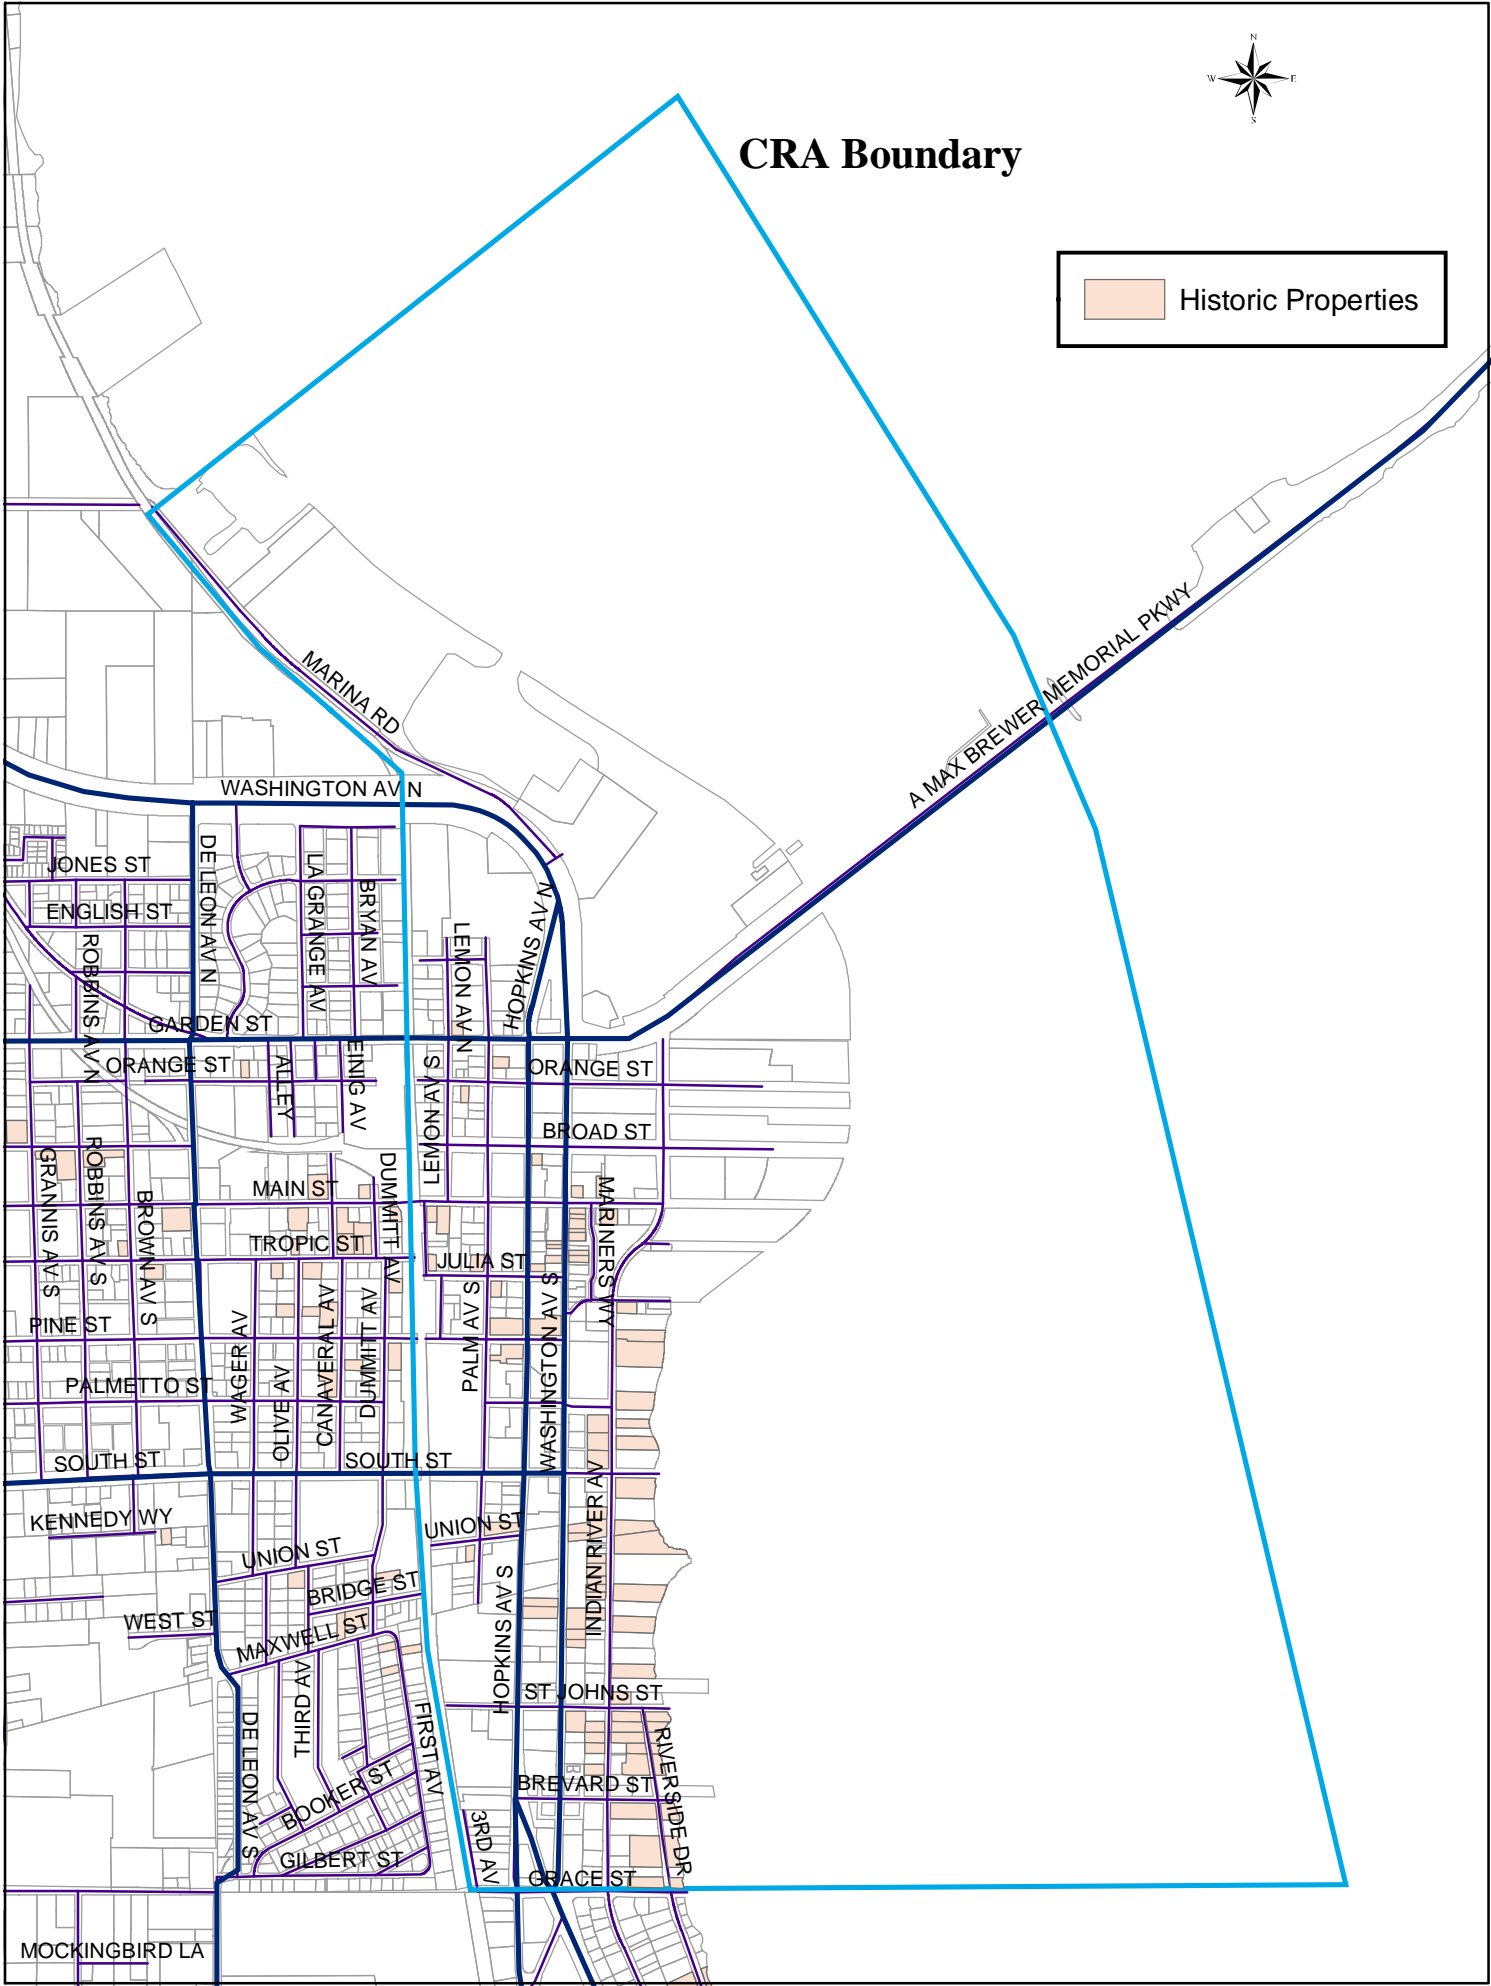 N
W
E
S
CRA Boundary
Historic Properties
A MAX BREWER MEMORIAL PKWY
MARINA RD
WASHINGTON AV N
JONES ST
ENGLISH ST
DE LEON AV N
LA GRANGE AV
BRYAN AV
LEMON AV N
HOPKINS AV N
ROBBINS AV N
GARDEN ST
ORANGE ST
ALLEY
EINIG AV
LEMON AV S
ORANGE ST
BROAD ST
GRANNIS AV S
ROBBINS AV S
BROWN AV S
MAIN ST
DUMMITT AV
MARINERS WY
TROPIC ST
JULIA ST
PINE ST
WAGER AV
OLIVE AV
CANAVERAL AV
DUMMITT AV
PALM AV S
WASHINGTON AV S
PALMETTO ST
SOUTH ST
SOUTH ST
KENNEDY WY
UNION ST
UNION ST
INDIAN RIVER AV
BRIDGE ST
WEST ST
MAXWELL ST
HOPKINS AV S
THIRD AV
FIRST AV
ST JOHNS ST
DE LEON AV S
RIVERSIDE DR
BOOKER ST
BREVARD ST
3RD AV
GILBERT ST
GRACE ST
MOCKINGBIRD LA